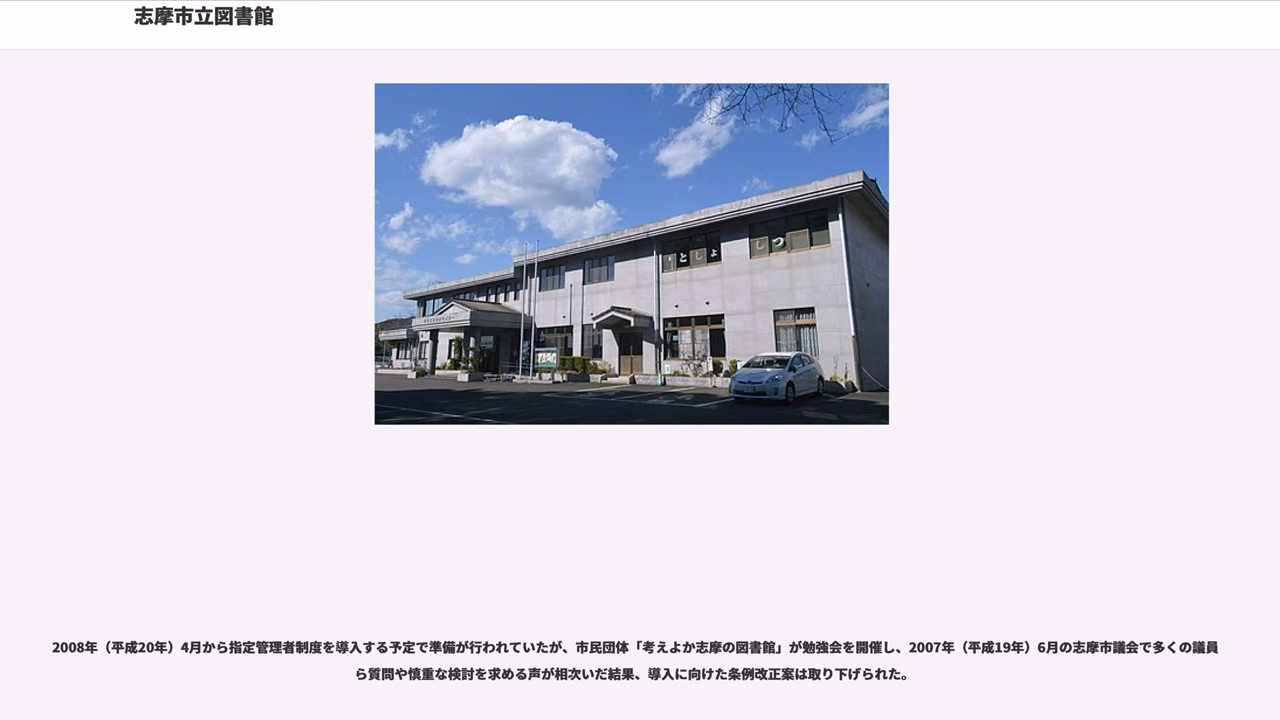 志摩市立図書館
としょ
しつ
2008年（平成20年）4月から指定管理者制度を導入する予定で準備が行われていたが、市民団体「考えよか志摩の図書館」が勉強会を開催し、2007年（平成19年）6月の志摩市議会で多くの議員
ら質問や慎重な検討を求める声が相次いだ結果、導入に向けた条例改正案は取り下げられた。